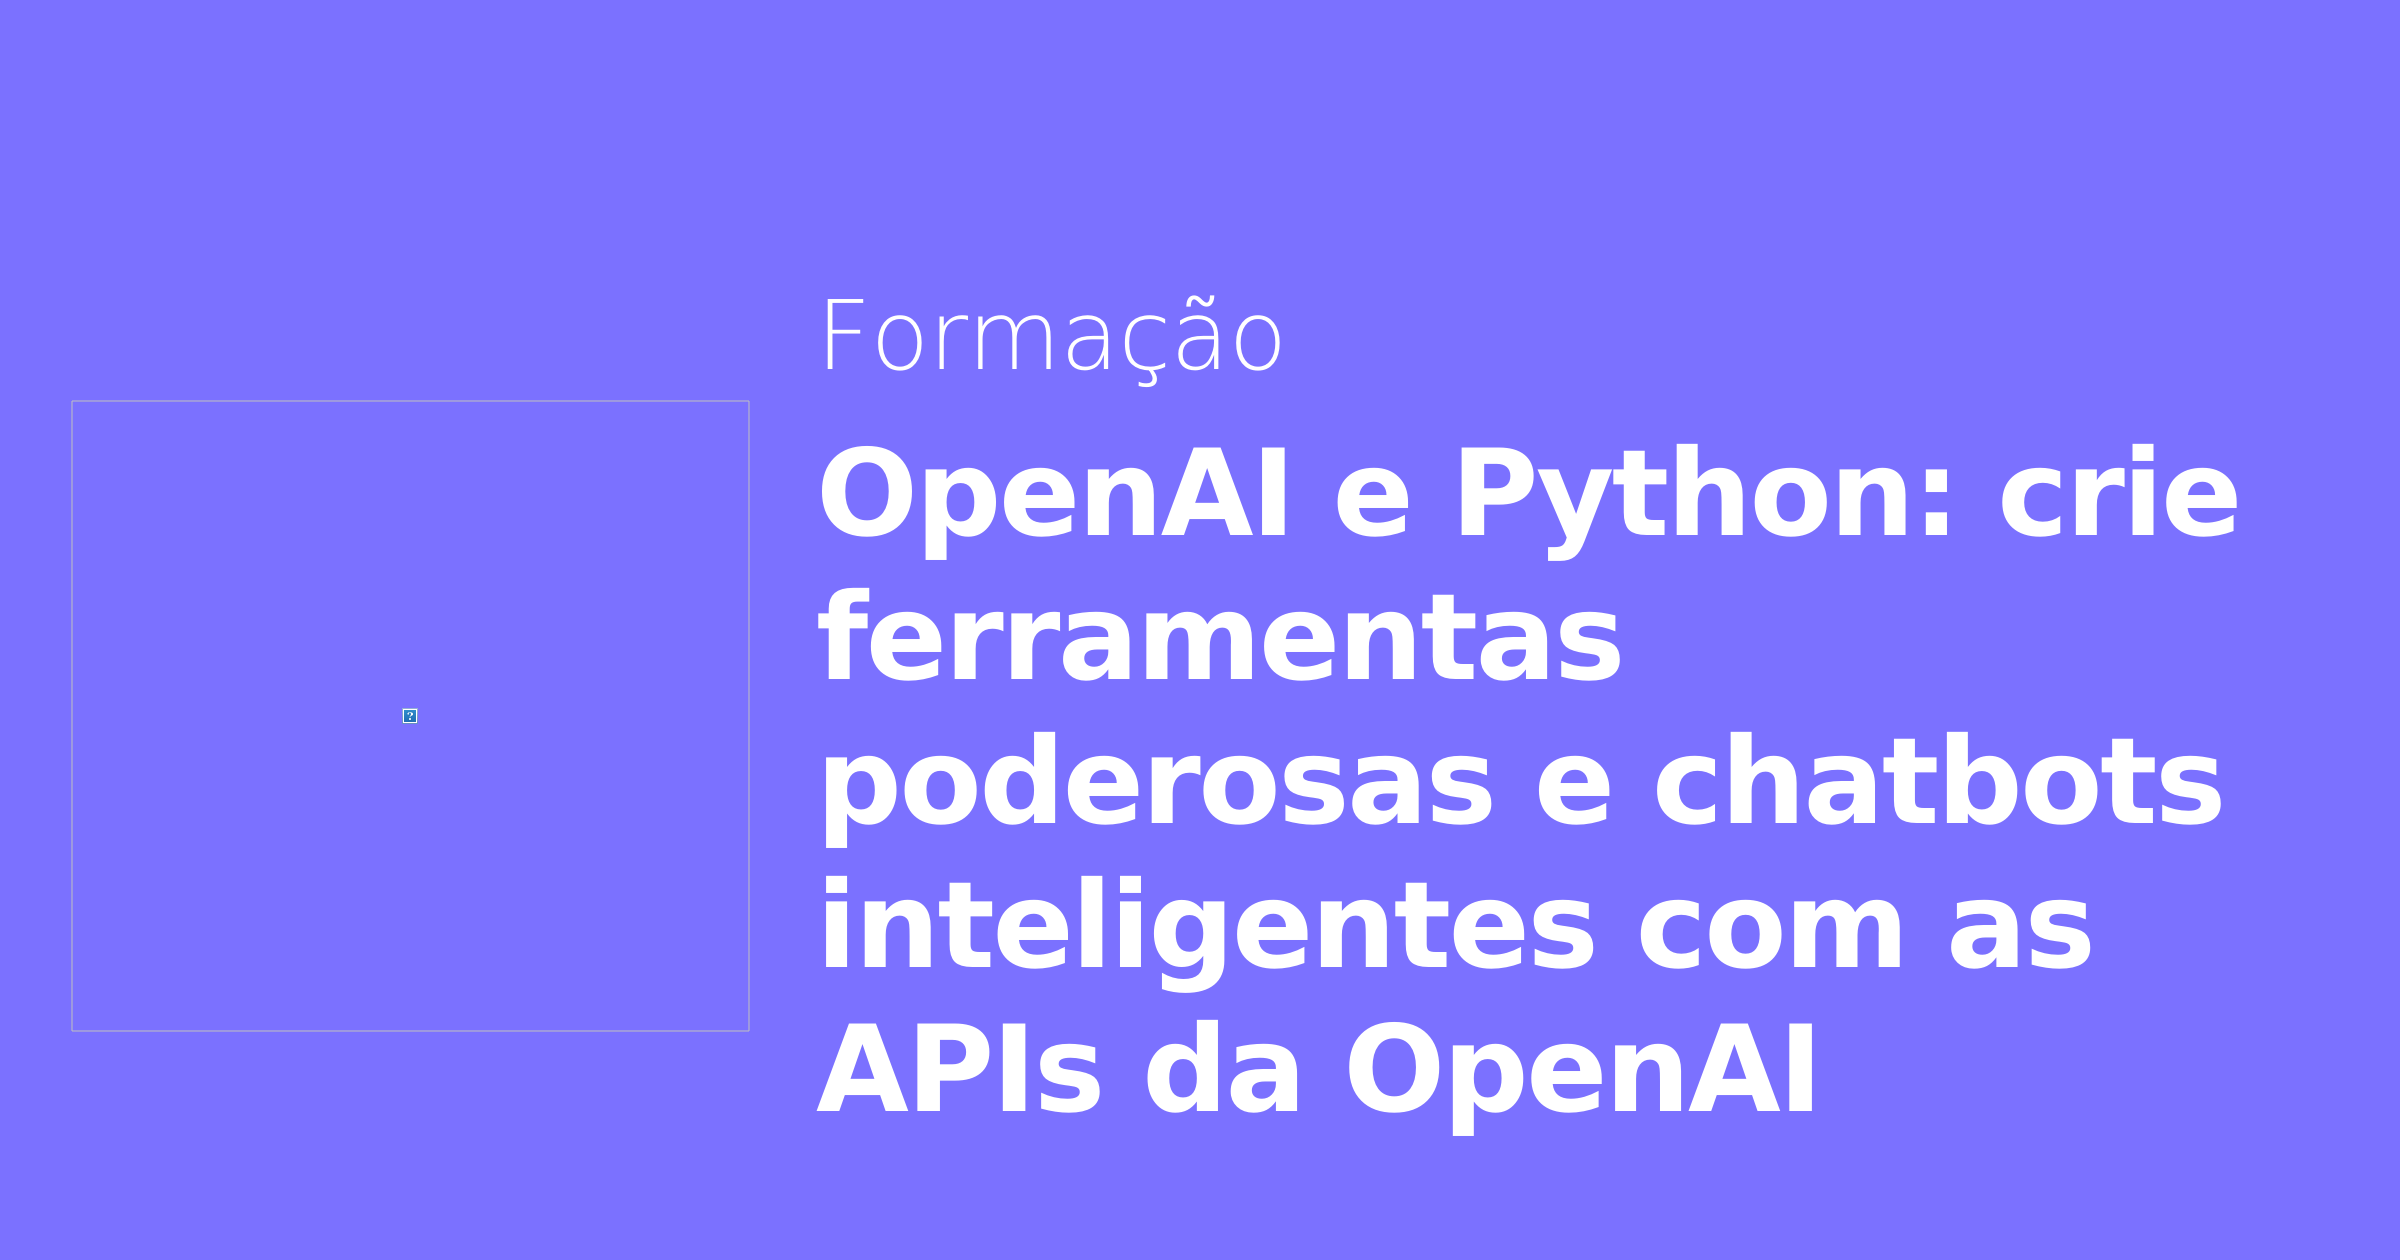 Formação
OpenAI e Python: crie
ferramentas
poderosas e chatbots
inteligentes com as
APIs da OpenAI
?